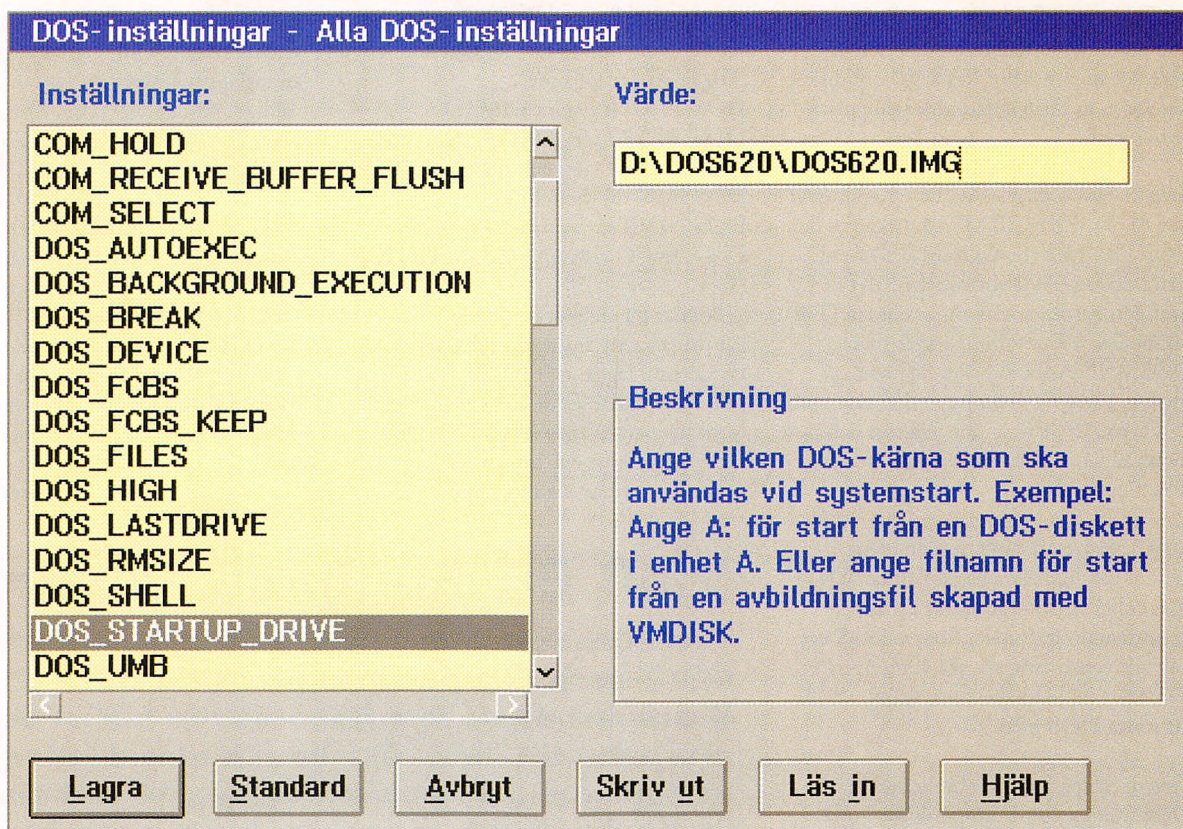 DOS-inställningar - Alla DOS-inställningar
Inställningar:
COM_HOLD
COM_RECEIVE_BUFFER_FLUSH
COM_SELECT
DOS_AUTOEXEC
DOS_BACKGROUND_EXECUTION
DOS_BREAK
DOS_DEVICE
DOS_FCBS
DOS_FCBS_KEEP
DOS_FILES
DOS_HIGH
DOS_LASTDRIVE
DOS_RMSIZE
DOS_SHELL
DOS_STARTUP_DRIVE
DOS_UMB
Värde:
D:\DOS620\DOS620.IMG
Beskrivning
Ange vilken DOS-kärna som ska
användas vid systemstart. Exempel:
Ange A: för start från en DOS-diskett
i enhet A. Eller ange filnamn för start
från en avbildningsfil skapad med
VMDISK.
Lagra
Standard
Avbryt
Skriv ut
Läs in
Hjälp